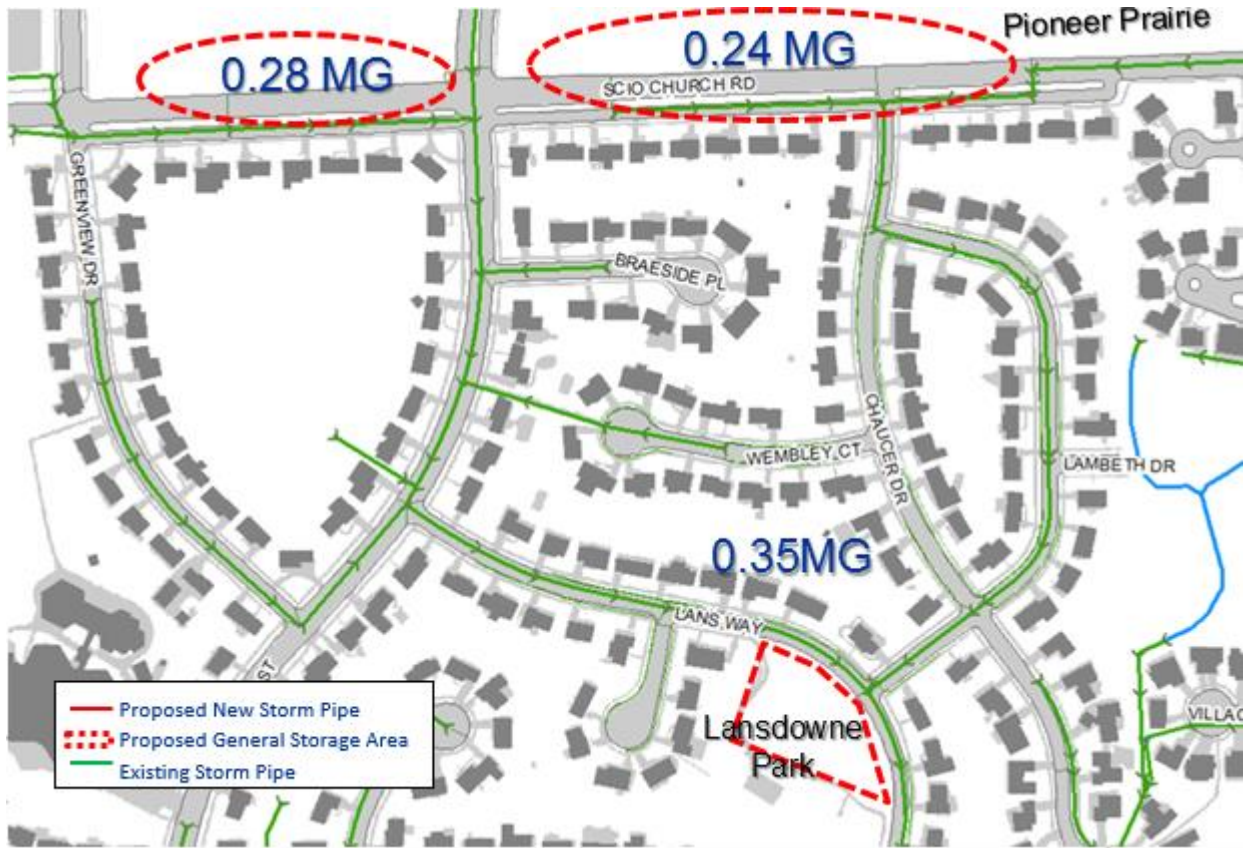 Pioneer Prairie
0.28 MG
0.24 MG
SCIO CHURCH RD
GREENVIEW DR
BRAESIDE PL
CHAUCER DR
WEMBLEY CT
LAMBETH DR
0.35MG
LANS WAY
ST
Lansdowne
Park
VILLAG
Proposed New Storm Pipe
Proposed General Storage Area
Existing Storm Pipe